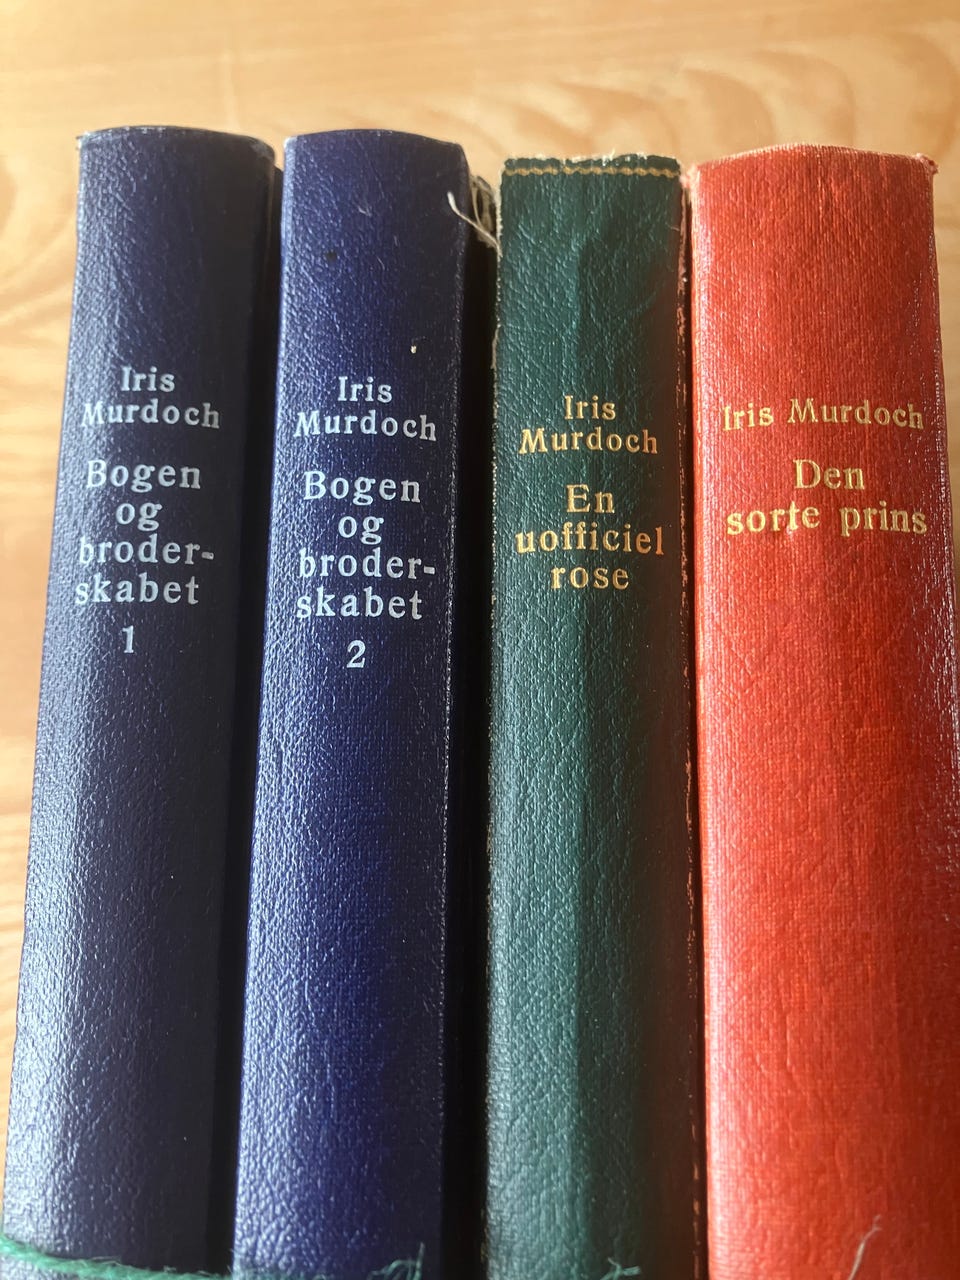 Iris
Murdoch
Bogen
og
broder-
skabet
1
Iris
Murdoch
Bogen
og
broder-
skabet
2
Iris
Murdoch
En
uofficiel
rose
Iris Murdoch
Den
sorte prins